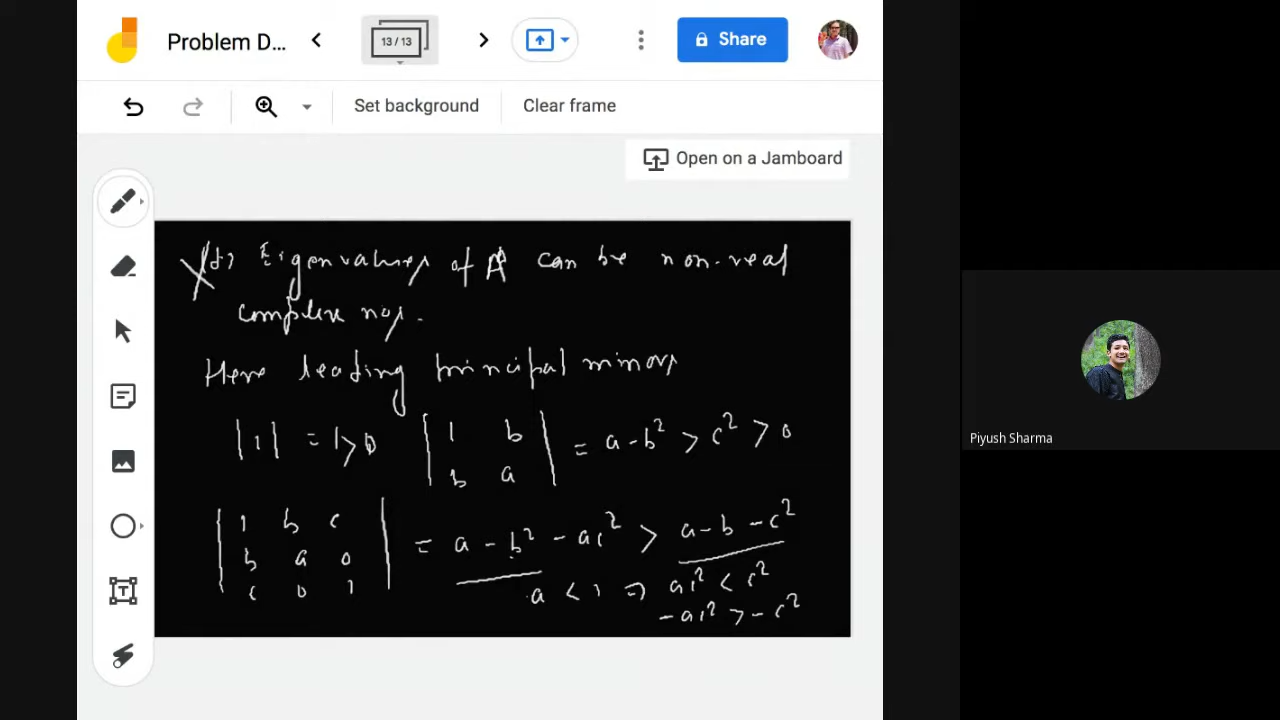 Problem D...
13 / 13
Share
Set background
Clear frame
Open on a Jamboard
d> Eigenvalues of A can be non-real
complex nos.
Here leading principal minors
|1| = 1 > 0 |1 b; b a| = a - b² > c² > 0
|1 b c; b a 0; c 0 1| = a - b² - ac² > a - b - c²
a < 1 ⇒ ac² < c²
-ac² > -c²
Piyush Sharma